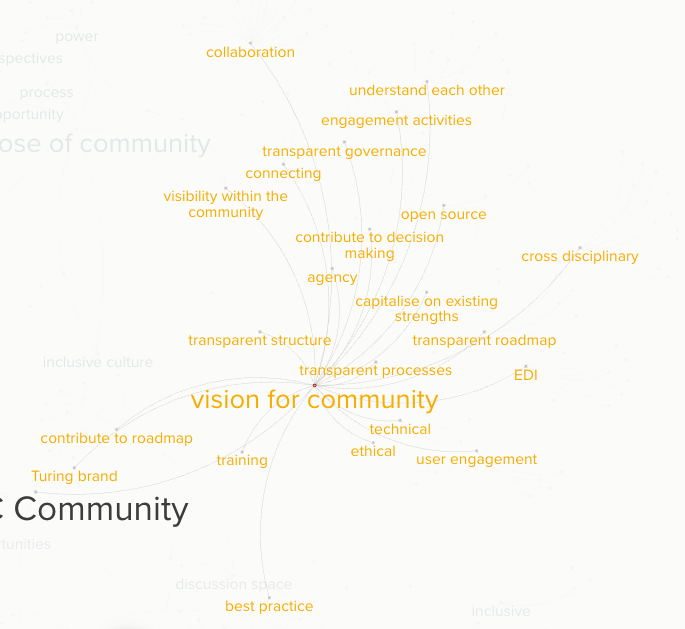 power
collaboration
spectives
understand each other
process
pportunity
engagement activities
ose of community
transparent governance
connecting
visibility within the
community
open source
contribute to decision
making
cross disciplinary
agency
capitalise on existing
strengths
transparent structure
transparent roadmap
inclusive culture
transparent processes
EDI
vision for community
technical
contribute to roadmap
ethical
training
user engagement
Turing brand
C Community
tunities
discussion space
best practice
inclusive